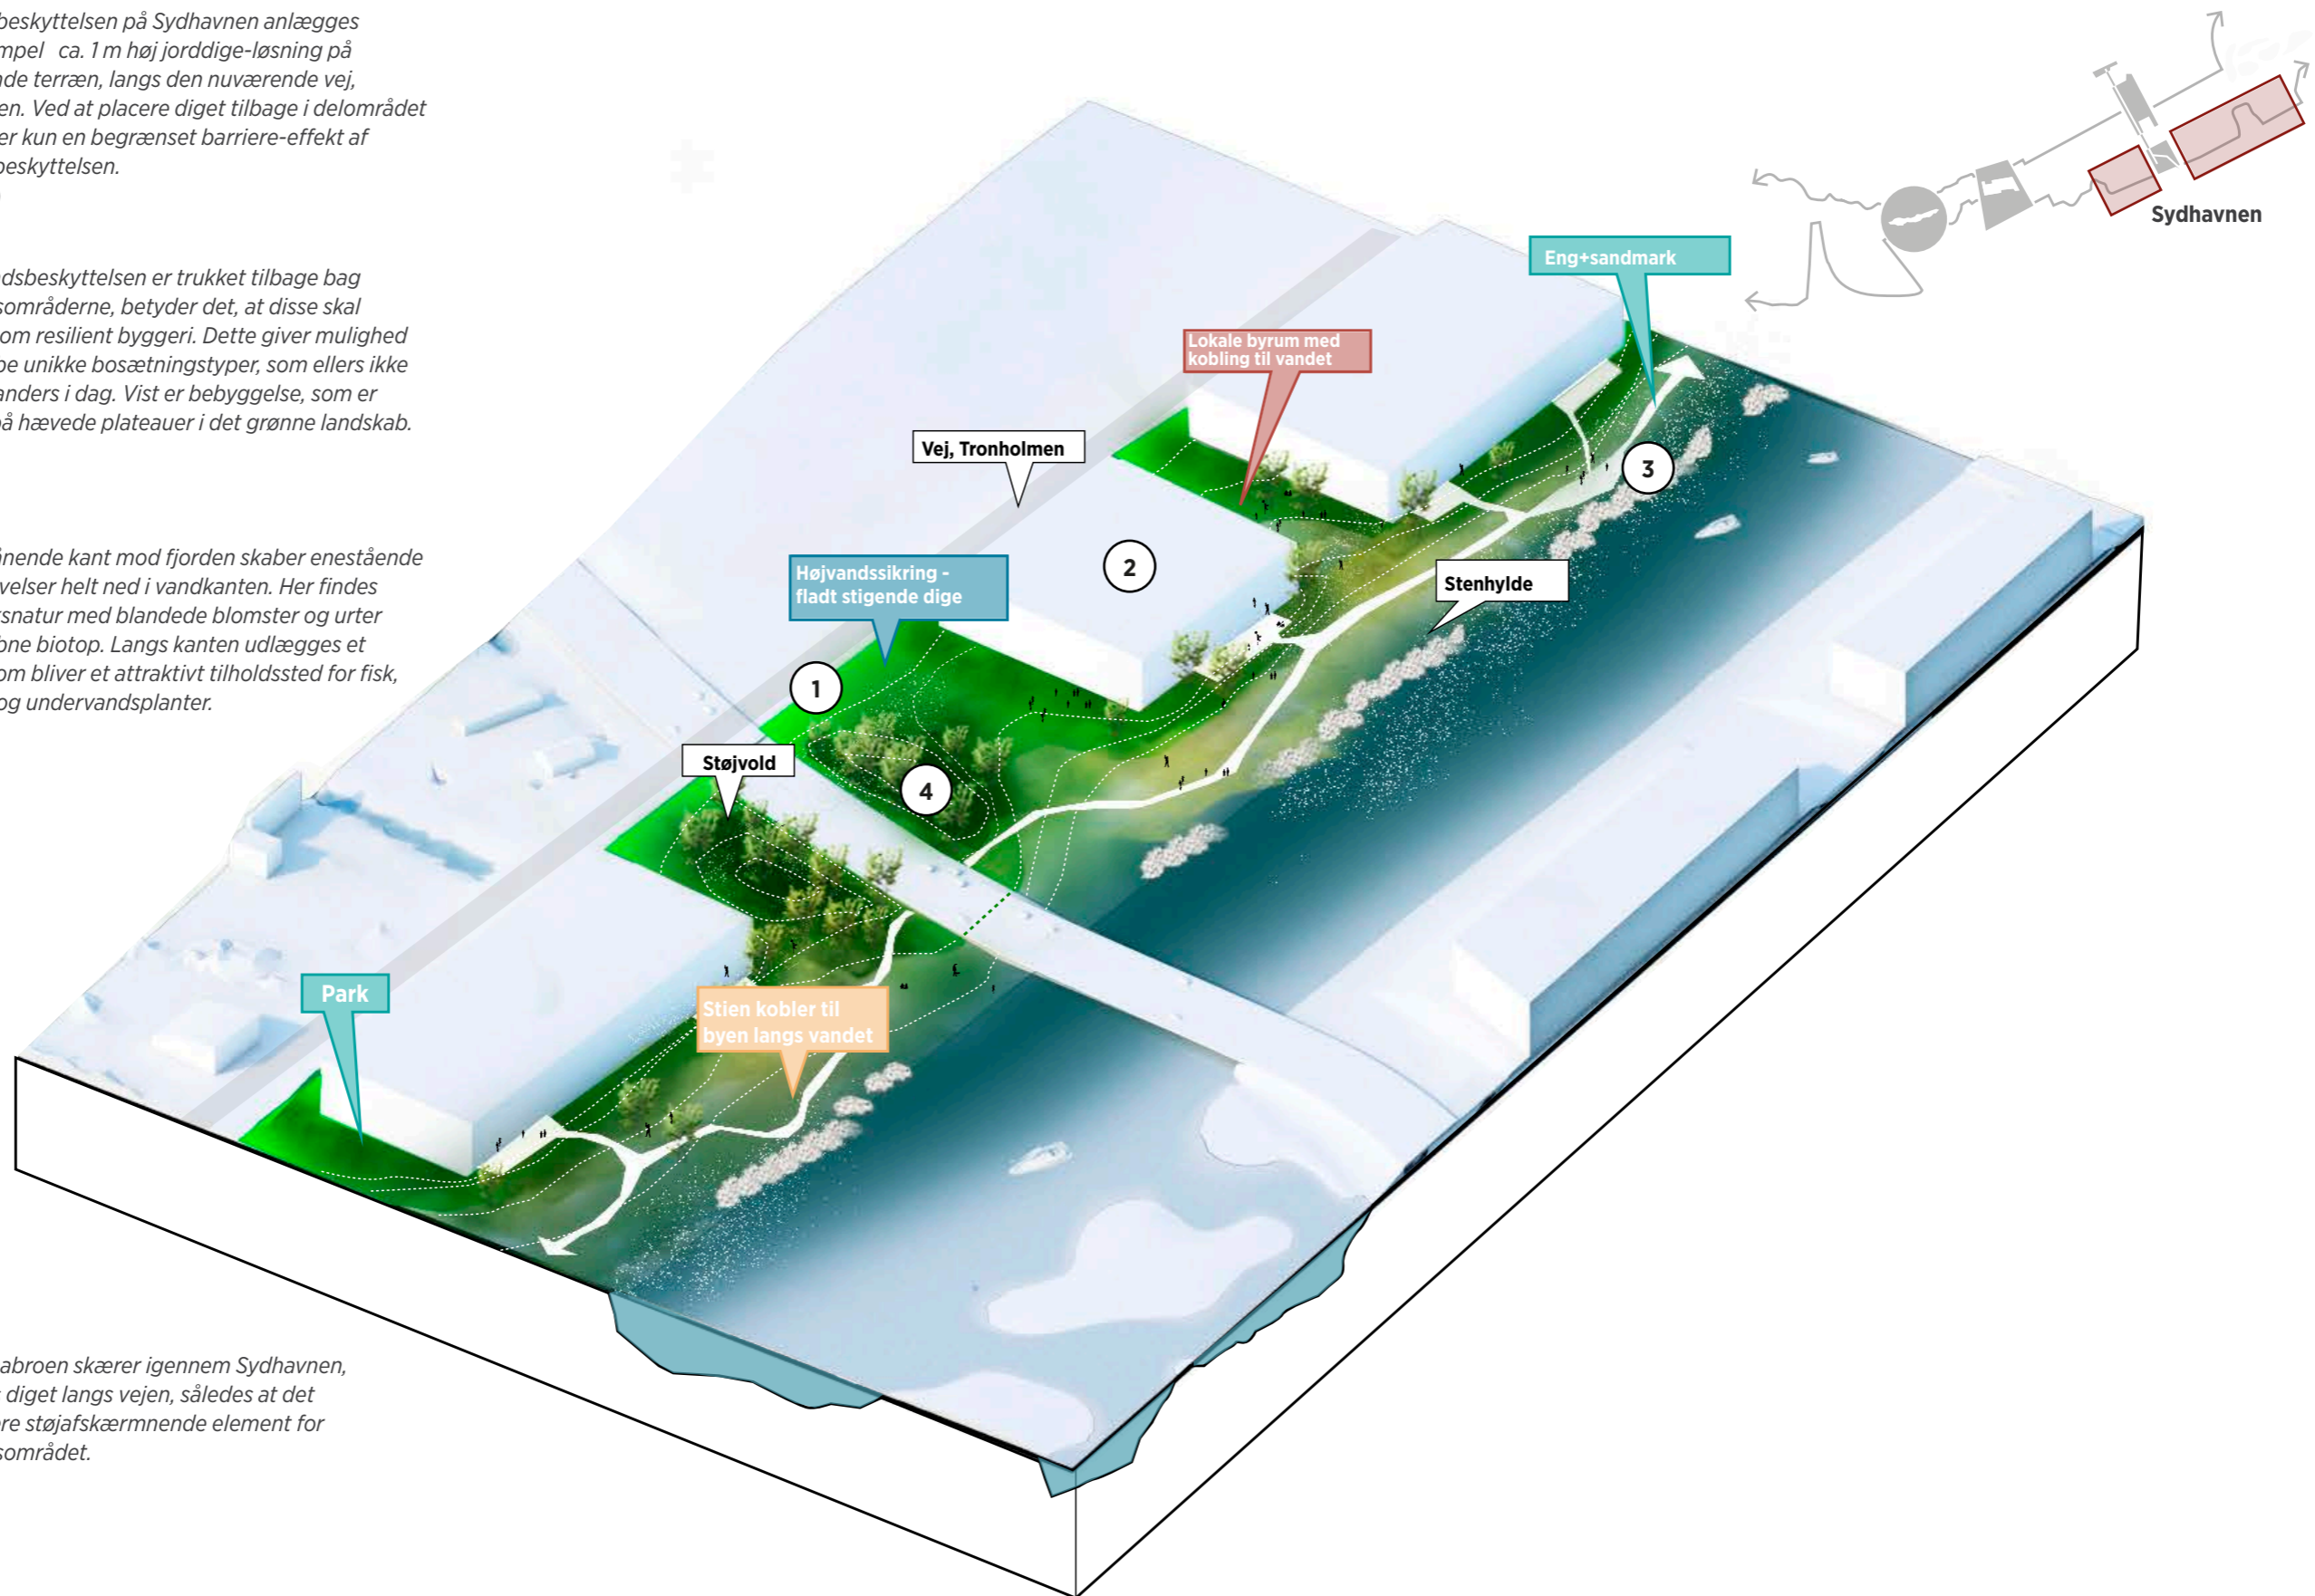 beskyttelsen på Sydhavnen anlægges
mpel ca. 1 m høj jorddige-løsning på
nde terræn, langs den nuværende vej,
en. Ved at placere diget tilbage i delområdet
er kun en begrænset barriere-effekt af
beskyttelsen.
ndsbeskyttelsen er trukket tilbage bag
sområderne, betyder det, at disse skal
om resilient byggeri. Dette giver mulighed
be unikke bosætningstyper, som ellers ikke
anders i dag. Vist er bebyggelse, som er
på hævede plateauer i det grønne landskab.
ånende kant mod fjorden skaber enestående
velser helt ned i vandkanten. Her findes
tsnatur med blandede blomster og urter
bne biotop. Langs kanten udlægges et
om bliver et attraktivt tilholdssted for fisk,
og undervandsplanter.
abroen skærer igennem Sydhavnen,
diget langs vejen, således at det
re støjafskærmnende element for
sområdet.
Sydhavnen
Eng+sandmark
Lokale byrum med
kobling til vandet
Vej, Tronholmen
3
2
Højvandssikring -
fladt stigende dige
Stenhylde
1
Støjvold
4
Park
Stien kobler til
byen langs vandet